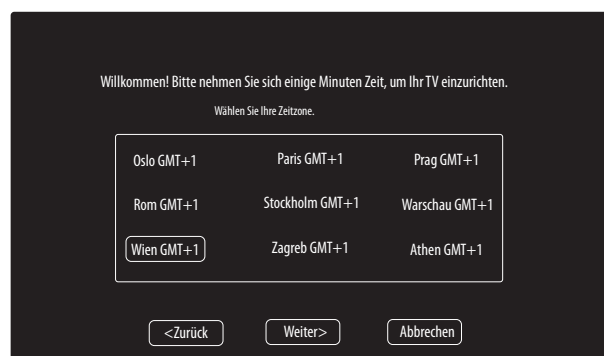 Willkommen! Bitte nehmen Sie sich einige Minuten Zeit, um Ihr TV einzurichten.
Wählen Sie Ihre Zeitzone.
Oslo GMT+1 Paris GMT+1 Prag GMT+1
Rom GMT+1 Stockholm GMT+1 Warschau GMT+1
Wien GMT+1 Zagreb GMT+1 Athen GMT+1
<Zurück Weiter> Abbrechen